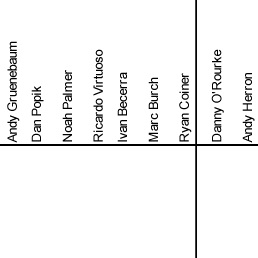 Andy Gruenebaum
Dan Popik
Noah Palmer
Ricardo Virtuoso
Ivan Becerra
Marc Burch
Ryan Coiner
Danny O'Rourke
Andy Herron